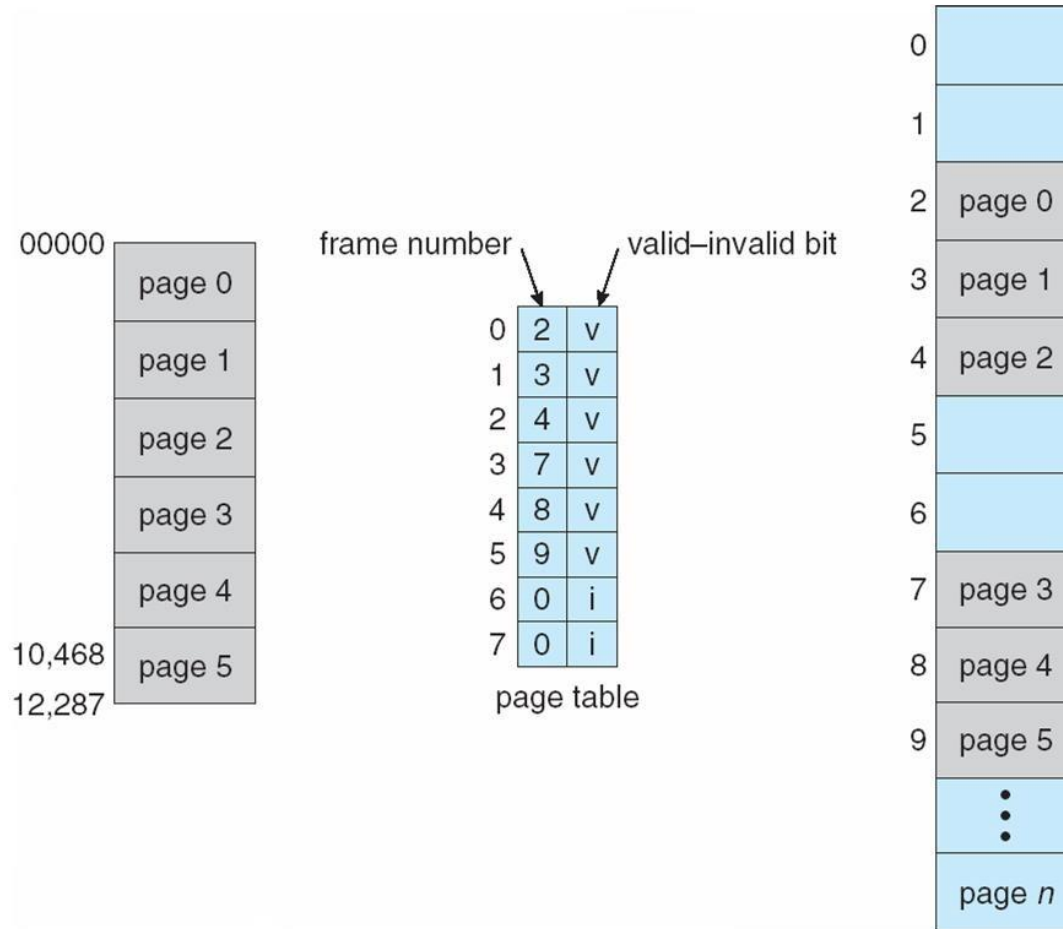 00000
page 0
page 1
page 2
page 3
page 4
10,468
page 5
12,287
frame number
valid–invalid bit
0 2 v
1 3 v
2 4 v
3 7 v
4 8 v
5 9 v
6 0 i
7 0 i
page table
0
1
2 page 0
3 page 1
4 page 2
5
6
7 page 3
8 page 4
9 page 5
page n